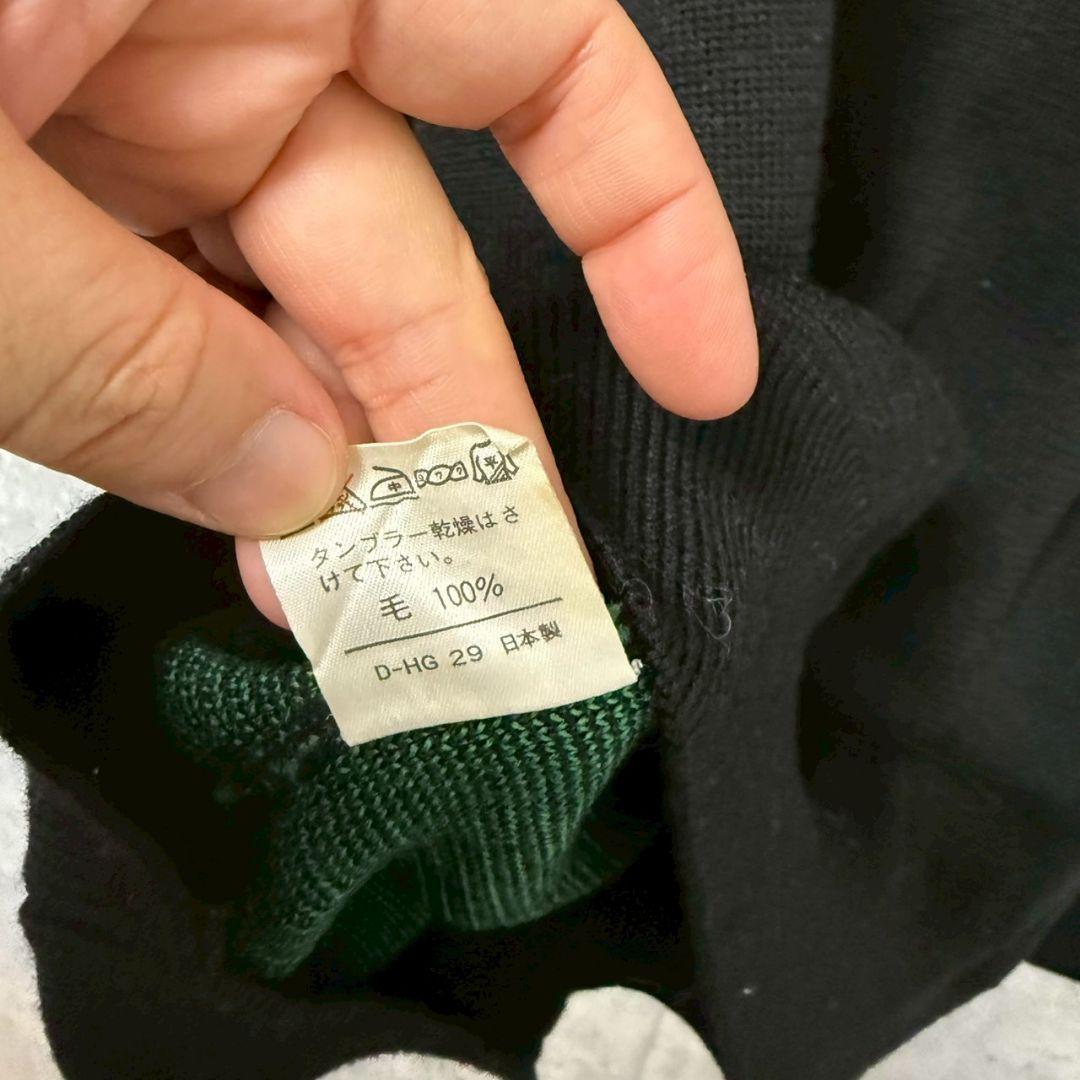 中
タンブラー乾燥はさ
けて下さい。
毛 100%
D-HG 29 日本製